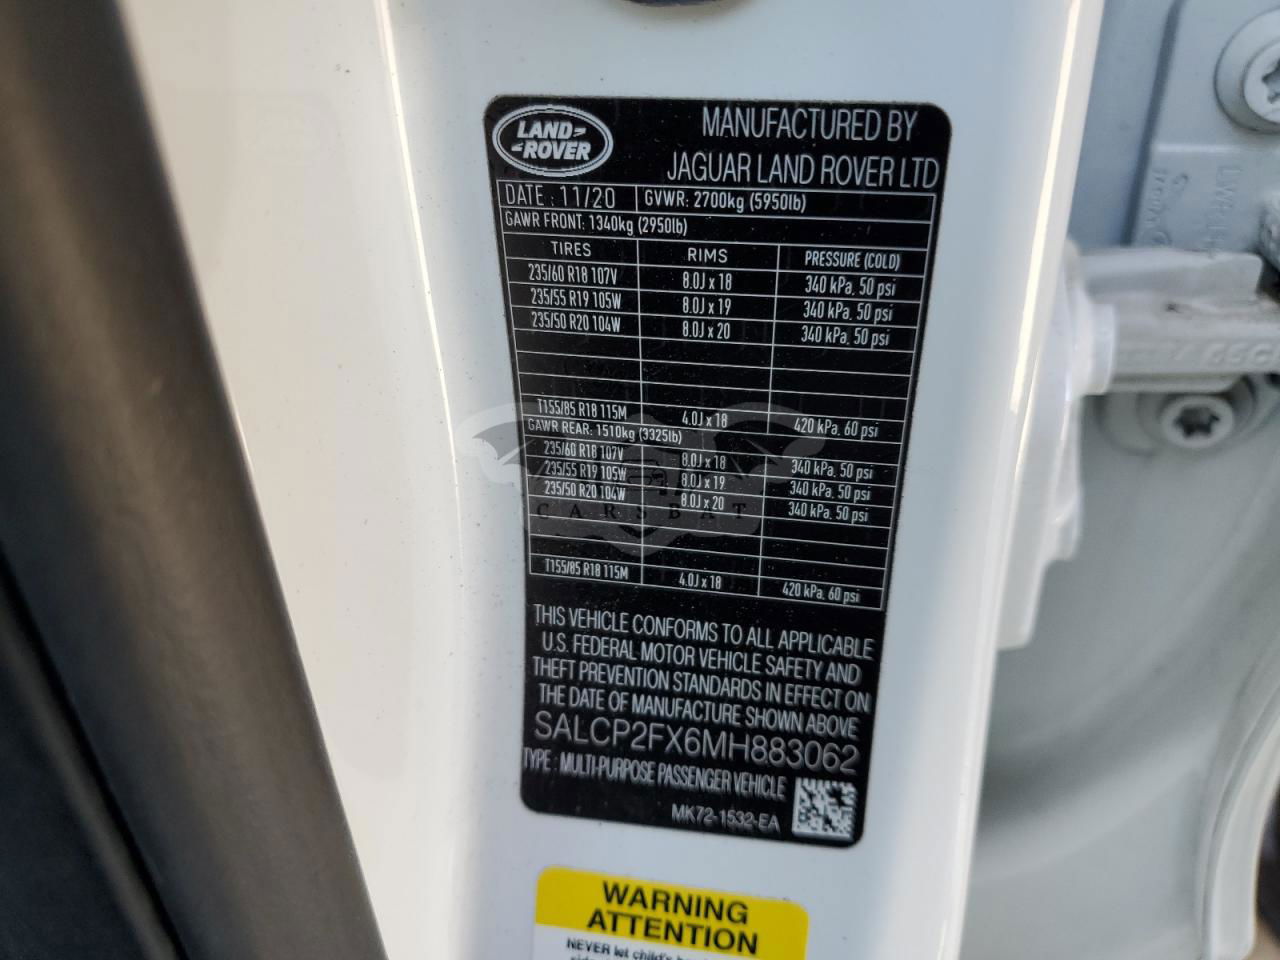 LAND-
-ROVER
MANUFACTURED BY
JAGUAR LAND ROVER LTD
DATE : 11/20 GVWR: 2700kg (5950lb)
GAWR FRONT: 1340kg (2950lb)
TIRES RIMS PRESSURE (COLD)
235/60 R18 107V 8.0J x 18 340 kPa, 50 psi
235/55 R19 105W 8.0J x 19 340 kPa, 50 psi
235/50 R20 104W 8.0J x 20 340 kPa, 50 psi
T155/85 R18 115M 4.0J x 18 420 kPa, 60 psi
GAWR REAR: 1510kg (3325lb)
235/60 R18 107V 8.0J x 18 340 kPa, 50 psi
235/55 R19 105W 8.0J x 19 340 kPa, 50 psi
235/50 R20 104W 8.0J x 20 340 kPa, 50 psi
CARSBAT
T155/85 R18 115M 4.0J x 18 420 kPa, 60 psi
THIS VEHICLE CONFORMS TO ALL APPLICABLE
U.S. FEDERAL MOTOR VEHICLE SAFETY AND
THEFT PREVENTION STANDARDS IN EFFECT ON
THE DATE OF MANUFACTURE SHOWN ABOVE
SALCP2FX6MH883062
TYPE : MULTI-PURPOSE PASSENGER VEHICLE
MK72-1532-EA
WARNING
ATTENTION
NEVER let child's